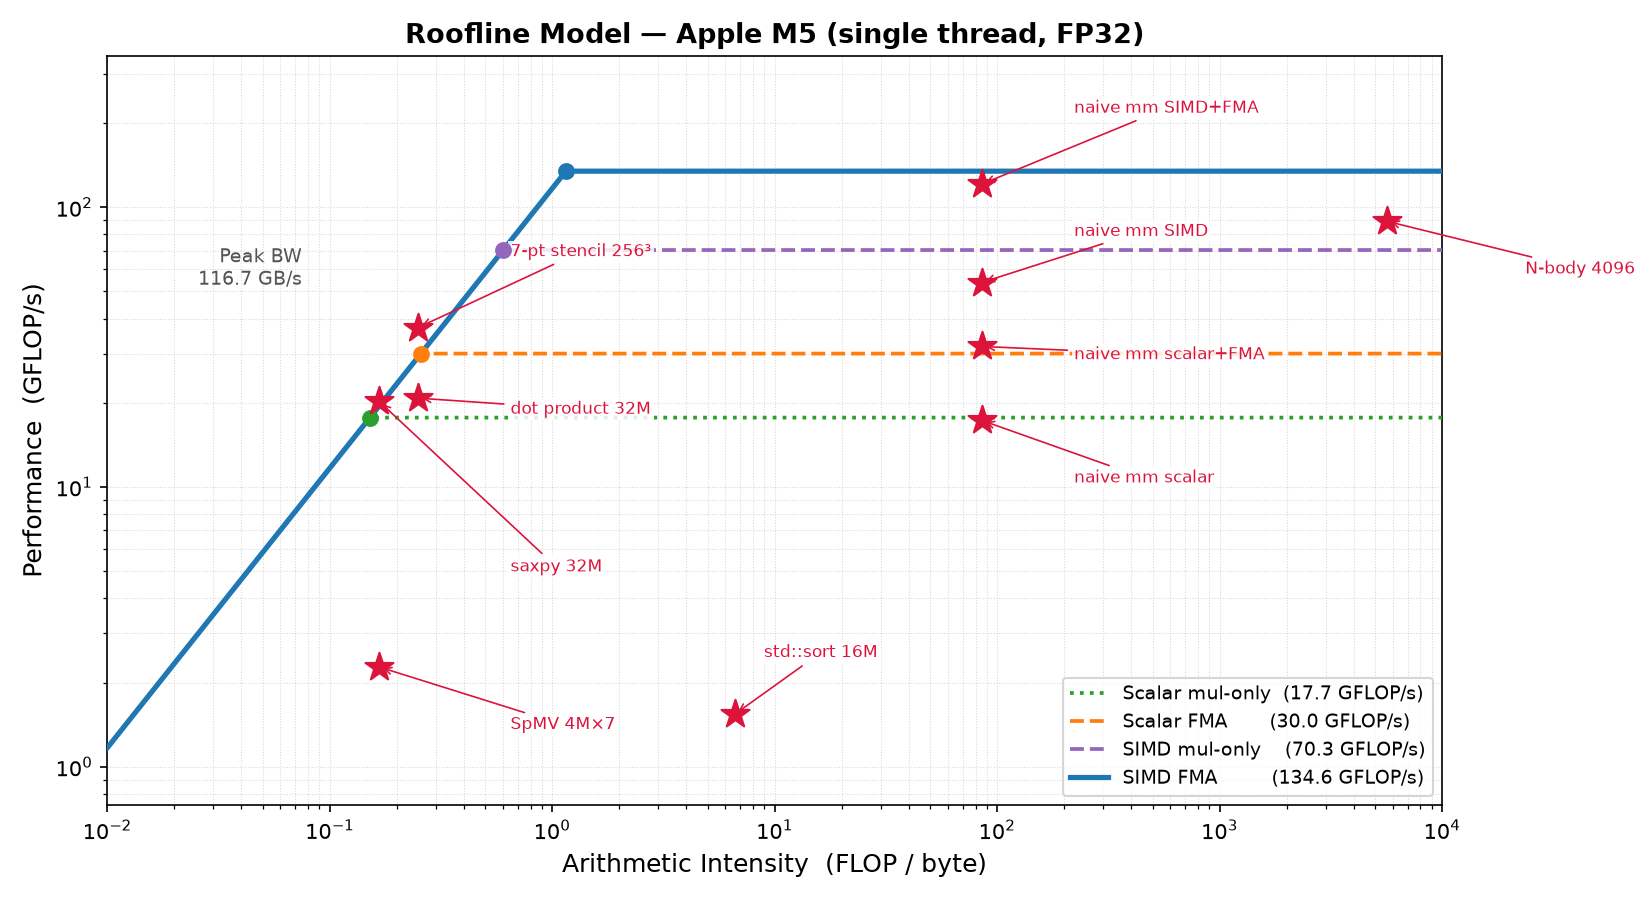 Roofline Model — Apple M5 (single thread, FP32)
Performance (GFLOP/s)
10²
10¹
10⁰
Peak BW
116.7 GB/s
naive mm SIMD+FMA
naive mm SIMD
7-pt stencil 256³
N-body 4096
naive mm scalar+FMA
dot product 32M
naive mm scalar
saxpy 32M
std::sort 16M
SpMV 4M×7
Scalar mul-only (17.7 GFLOP/s)
Scalar FMA (30.0 GFLOP/s)
SIMD mul-only (70.3 GFLOP/s)
SIMD FMA (134.6 GFLOP/s)
10⁻² 10⁻¹ 10⁰ 10¹ 10² 10³ 10⁴
Arithmetic Intensity (FLOP / byte)